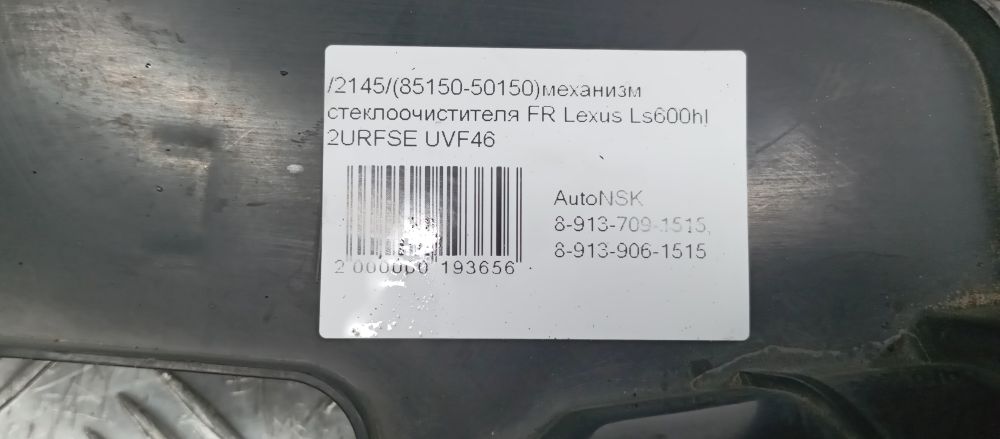 /2145/(85150-50150)механизм
стеклоочистителя FR Lexus Ls600hl
2URFSE UVF46
AutoNSK
8-913-709-1515,
8-913-906-1515
2 000000 193656